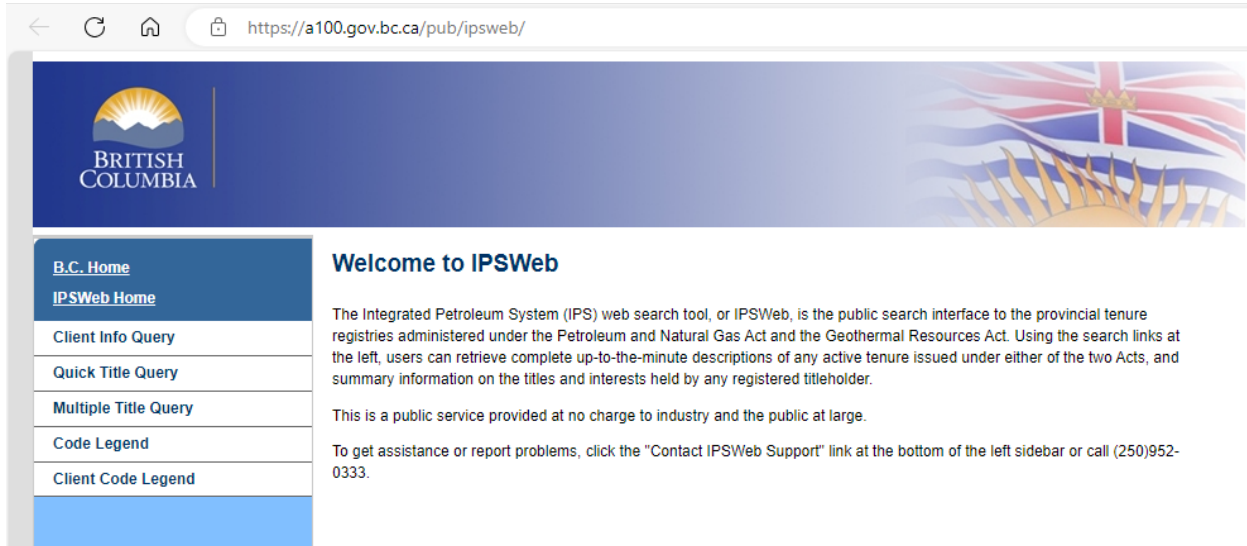 https://a100.gov.bc.ca/pub/ipsweb/
BRITISH
COLUMBIA
B.C. Home
IPSWeb Home
Client Info Query
Quick Title Query
Multiple Title Query
Code Legend
Client Code Legend
Welcome to IPSWeb
The Integrated Petroleum System (IPS) web search tool, or IPSWeb, is the public search interface to the provincial tenure
registries administered under the Petroleum and Natural Gas Act and the Geothermal Resources Act. Using the search links at
the left, users can retrieve complete up-to-the-minute descriptions of any active tenure issued under either of the two Acts, and
summary information on the titles and interests held by any registered titleholder.
This is a public service provided at no charge to industry and the public at large.
To get assistance or report problems, click the "Contact IPSWeb Support" link at the bottom of the left sidebar or call (250)952-
0333.